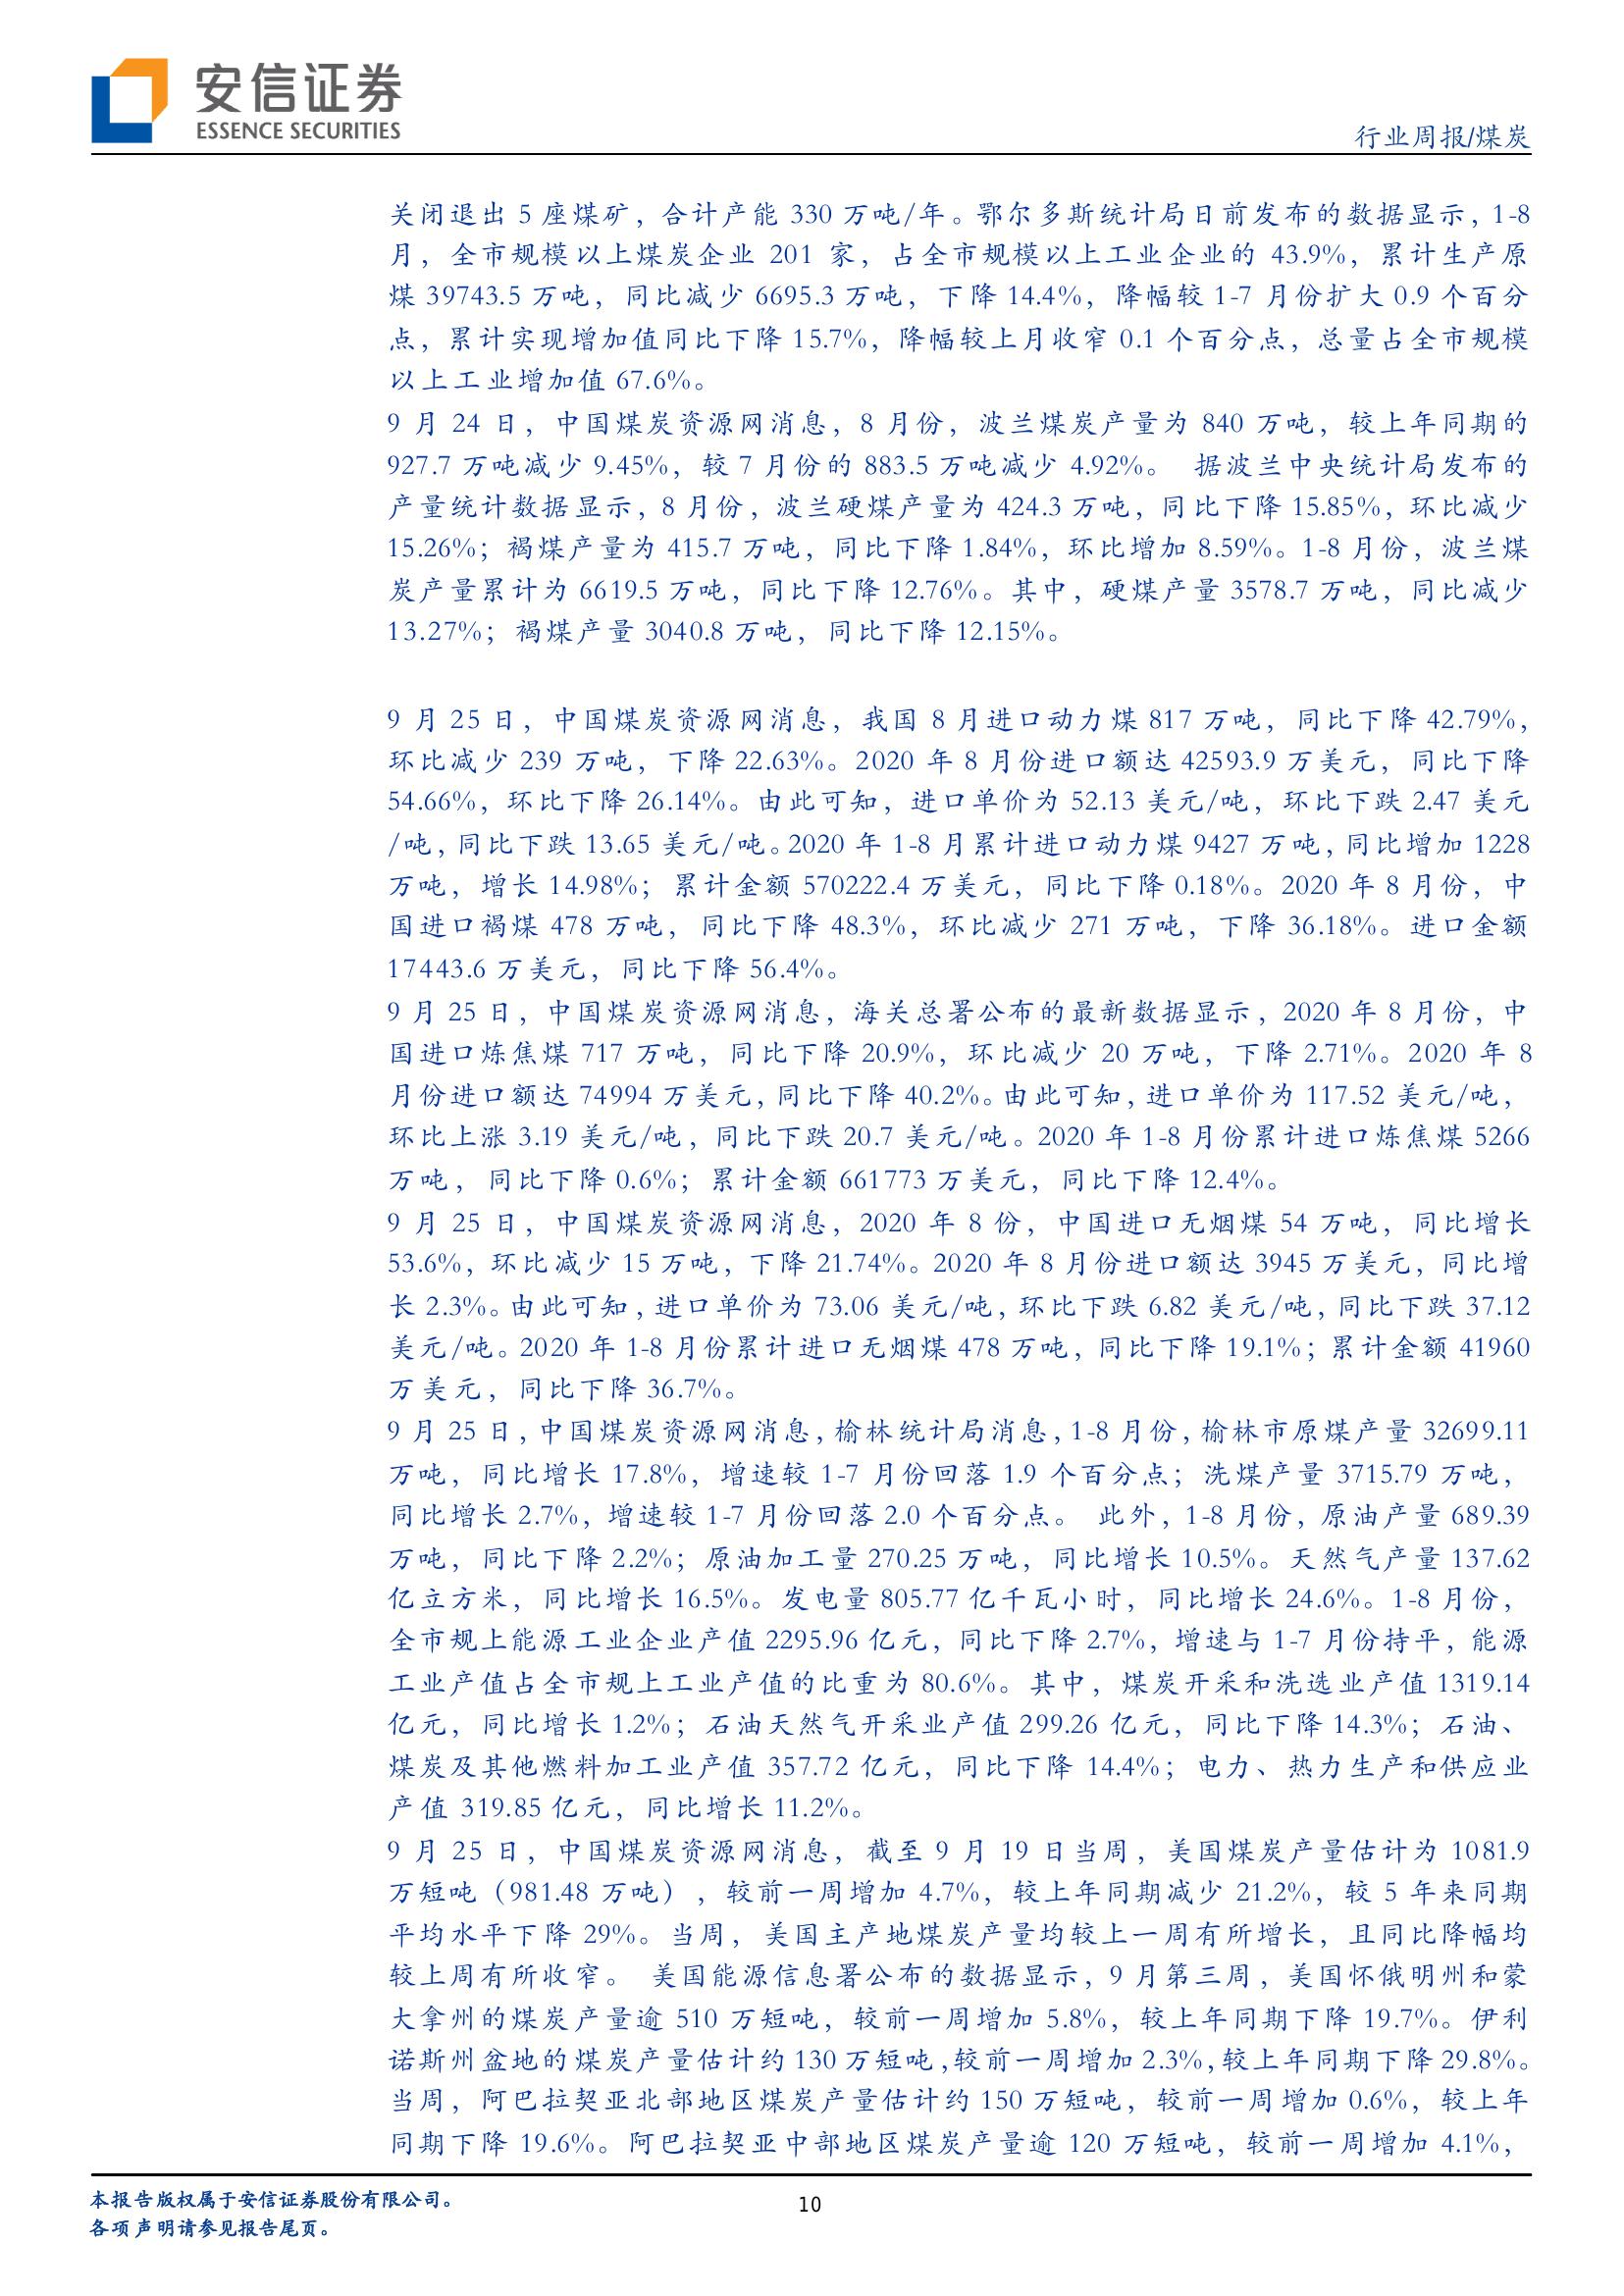 安信证券
ESSENCE SECURITIES
行业周报/煤炭
关闭退出 5 座煤矿，合计产能 330 万吨/年。鄂尔多斯统计局日前发布的数据显示，1-8
月，全市规模以上煤炭企业 201 家，占全市规模以上工业企业的 43.9%，累计生产原
煤 39743.5 万吨，同比减少 6695.3 万吨，下降 14.4%，降幅较 1-7 月份扩大 0.9 个百分
点，累计实现增加值同比下降 15.7%，降幅较上月收窄 0.1 个百分点，总量占全市规模
以上工业增加值 67.6%。
9 月 24 日，中国煤炭资源网消息，8 月份，波兰煤炭产量为 840 万吨，较上年同期的
927.7 万吨减少 9.45%，较 7 月份的 883.5 万吨减少 4.92%。 据波兰中央统计局发布的
产量统计数据显示，8 月份，波兰硬煤产量为 424.3 万吨，同比下降 15.85%，环比减少
15.26%；褐煤产量为 415.7 万吨，同比下降 1.84%，环比增加 8.59%。1-8 月份，波兰煤
炭产量累计为 6619.5 万吨，同比下降 12.76%。其中，硬煤产量 3578.7 万吨，同比减少
13.27%；褐煤产量 3040.8 万吨，同比下降 12.15%。
9 月 25 日，中国煤炭资源网消息，我国 8 月进口动力煤 817 万吨，同比下降 42.79%，
环比减少 239 万吨，下降 22.63%。2020 年 8 月份进口额达 42593.9 万美元，同比下降
54.66%，环比下降 26.14%。由此可知，进口单价为 52.13 美元/吨，环比下跌 2.47 美元
/吨，同比下跌 13.65 美元/吨。2020 年 1-8 月累计进口动力煤 9427 万吨，同比增加 1228
万吨，增长 14.98%；累计金额 570222.4 万美元，同比下降 0.18%。2020 年 8 月份，中
国进口褐煤 478 万吨，同比下降 48.3%，环比减少 271 万吨，下降 36.18%。进口金额
17443.6 万美元，同比下降 56.4%。
9 月 25 日，中国煤炭资源网消息，海关总署公布的最新数据显示，2020 年 8 月份，中
国进口炼焦煤 717 万吨，同比下降 20.9%，环比减少 20 万吨，下降 2.71%。2020 年 8
月份进口额达 74994 万美元，同比下降 40.2%。由此可知，进口单价为 117.52 美元/吨，
环比上涨 3.19 美元/吨，同比下跌 20.7 美元/吨。2020 年 1-8 月份累计进口炼焦煤 5266
万吨，同比下降 0.6%；累计金额 661773 万美元，同比下降 12.4%。
9 月 25 日，中国煤炭资源网消息，2020 年 8 份，中国进口无烟煤 54 万吨，同比增长
53.6%，环比减少 15 万吨，下降 21.74%。2020 年 8 月份进口额达 3945 万美元，同比增
长 2.3%。由此可知，进口单价为 73.06 美元/吨，环比下跌 6.82 美元/吨，同比下跌 37.12
美元/吨。2020 年 1-8 月份累计进口无烟煤 478 万吨，同比下降 19.1%；累计金额 41960
万美元，同比下降 36.7%。
9 月 25 日，中国煤炭资源网消息，榆林统计局消息，1-8 月份，榆林市原煤产量 32699.11
万吨，同比增长 17.8%，增速较 1-7 月份回落 1.9 个百分点；洗煤产量 3715.79 万吨，
同比增长 2.7%，增速较 1-7 月份回落 2.0 个百分点。 此外，1-8 月份，原油产量 689.39
万吨，同比下降 2.2%；原油加工量 270.25 万吨，同比增长 10.5%。天然气产量 137.62
亿立方米，同比增长 16.5%。发电量 805.77 亿千瓦小时，同比增长 24.6%。1-8 月份，
全市规上能源工业企业产值 2295.96 亿元，同比下降 2.7%，增速与 1-7 月份持平，能源
工业产值占全市规上工业产值的比重为 80.6%。其中，煤炭开采和洗选业产值 1319.14
亿元，同比增长 1.2%；石油天然气开采业产值 299.26 亿元，同比下降 14.3%；石油、
煤炭及其他燃料加工业产值 357.72 亿元，同比下降 14.4%；电力、热力生产和供应业
产值 319.85 亿元，同比增长 11.2%。
9 月 25 日，中国煤炭资源网消息，截至 9 月 19 日当周，美国煤炭产量估计为 1081.9
万短吨（981.48 万吨），较前一周增加 4.7%，较上年同期减少 21.2%，较 5 年来同期
平均水平下降 29%。当周，美国主产地煤炭产量均较上一周有所增长，且同比降幅均
较上周有所收窄。 美国能源信息署公布的数据显示，9 月第三周，美国怀俄明州和蒙
大拿州的煤炭产量逾 510 万短吨，较前一周增加 5.8%，较上年同期下降 19.7%。伊利
诺斯州盆地的煤炭产量估计约 130 万短吨，较前一周增加 2.3%，较上年同期下降 29.8%。
当周，阿巴拉契亚北部地区煤炭产量估计约 150 万短吨，较前一周增加 0.6%，较上年
同期下降 19.6%。阿巴拉契亚中部地区煤炭产量逾 120 万短吨，较前一周增加 4.1%，
本报告版权属于安信证券股份有限公司。
各项声明请参见报告尾页。
10